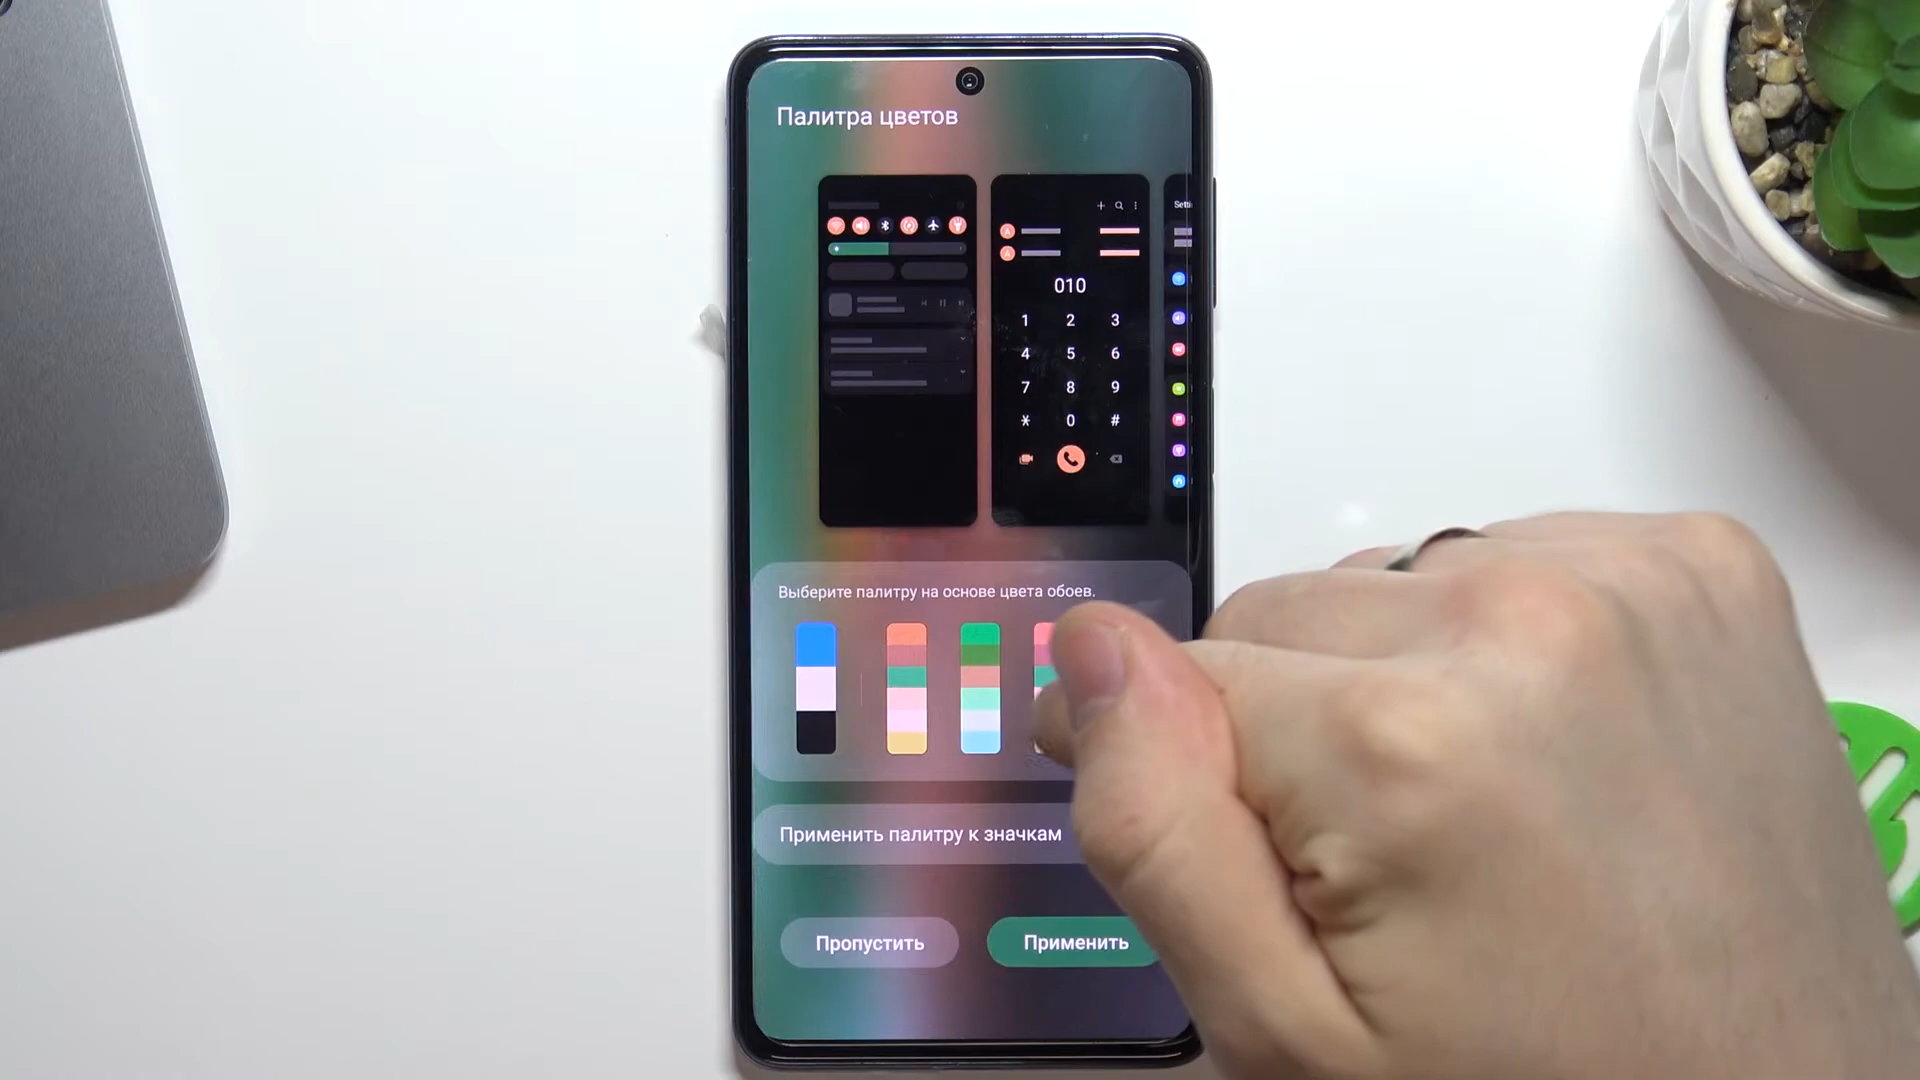 Палитра цветов
Setti
010
1 2 3
4 5 6
7 8 9
* 0 #
Выберите палитру на основе цвета обоев.
Применить палитру к значкам
Пропустить
Применить